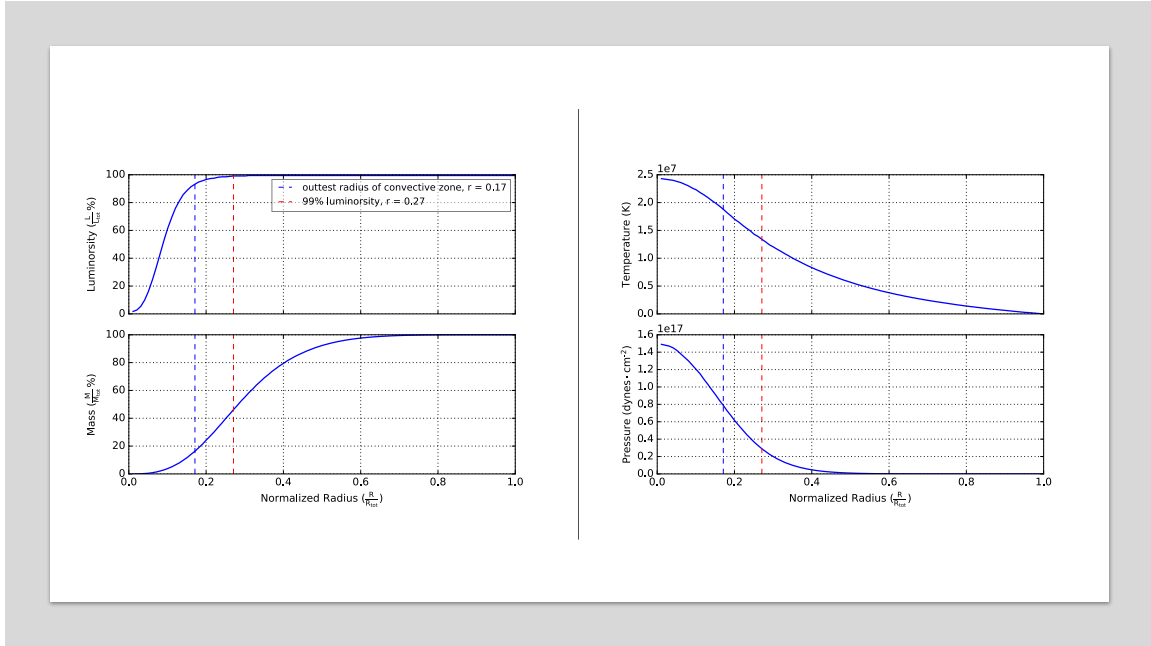 100
80
60
40
20
0
Luminorsity (L/Ltot %)
outtest radius of convective zone, r = 0.17
99% luminorsity, r = 0.27
100
80
60
40
20
0
Mass (M/Mtot %)
0.0 0.2 0.4 0.6 0.8 1.0
Normalized Radius (R/Rtot)
1e7
2.5
2.0
1.5
1.0
0.5
0.0
Temperature (K)
1e17
1.6
1.4
1.2
1.0
0.8
0.6
0.4
0.2
0.0
Pressure (dynes·cm⁻²)
0.0 0.2 0.4 0.6 0.8 1.0
Normalized Radius (R/Rtot)